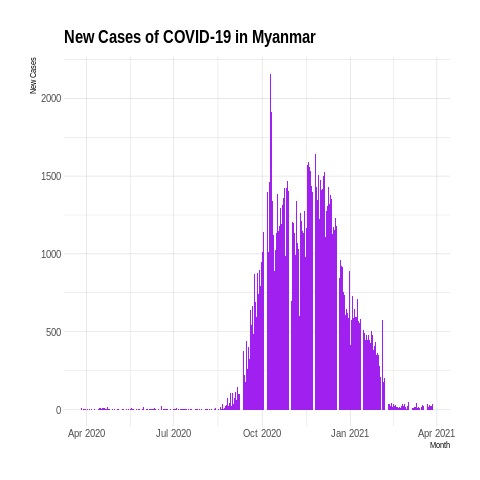 New Cases of COVID-19 in Myanmar
New Cases
2000
1500
1000
500
0
Apr 2020 Jul 2020 Oct 2020 Jan 2021 Apr 2021
Month